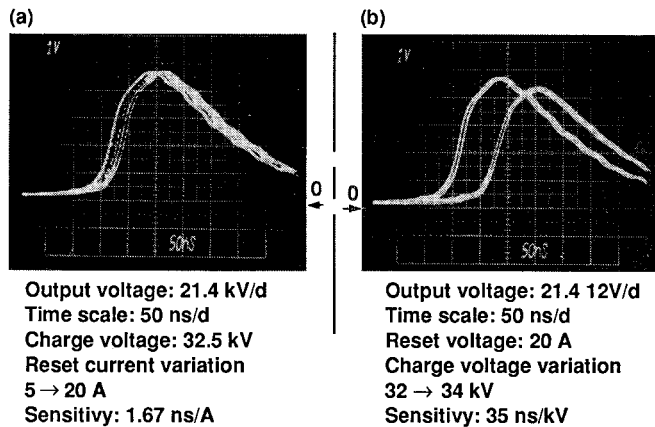 (a)
(b)
1V
50nS
1V
50nS
0
0
Output voltage: 21.4 kV/d
Time scale: 50 ns/d
Charge voltage: 32.5 kV
Reset current variation
5 → 20 A
Sensitivy: 1.67 ns/A
Output voltage: 21.4 12V/d
Time scale: 50 ns/d
Reset voltage: 20 A
Charge voltage variation
32 → 34 kV
Sensitivy: 35 ns/kV